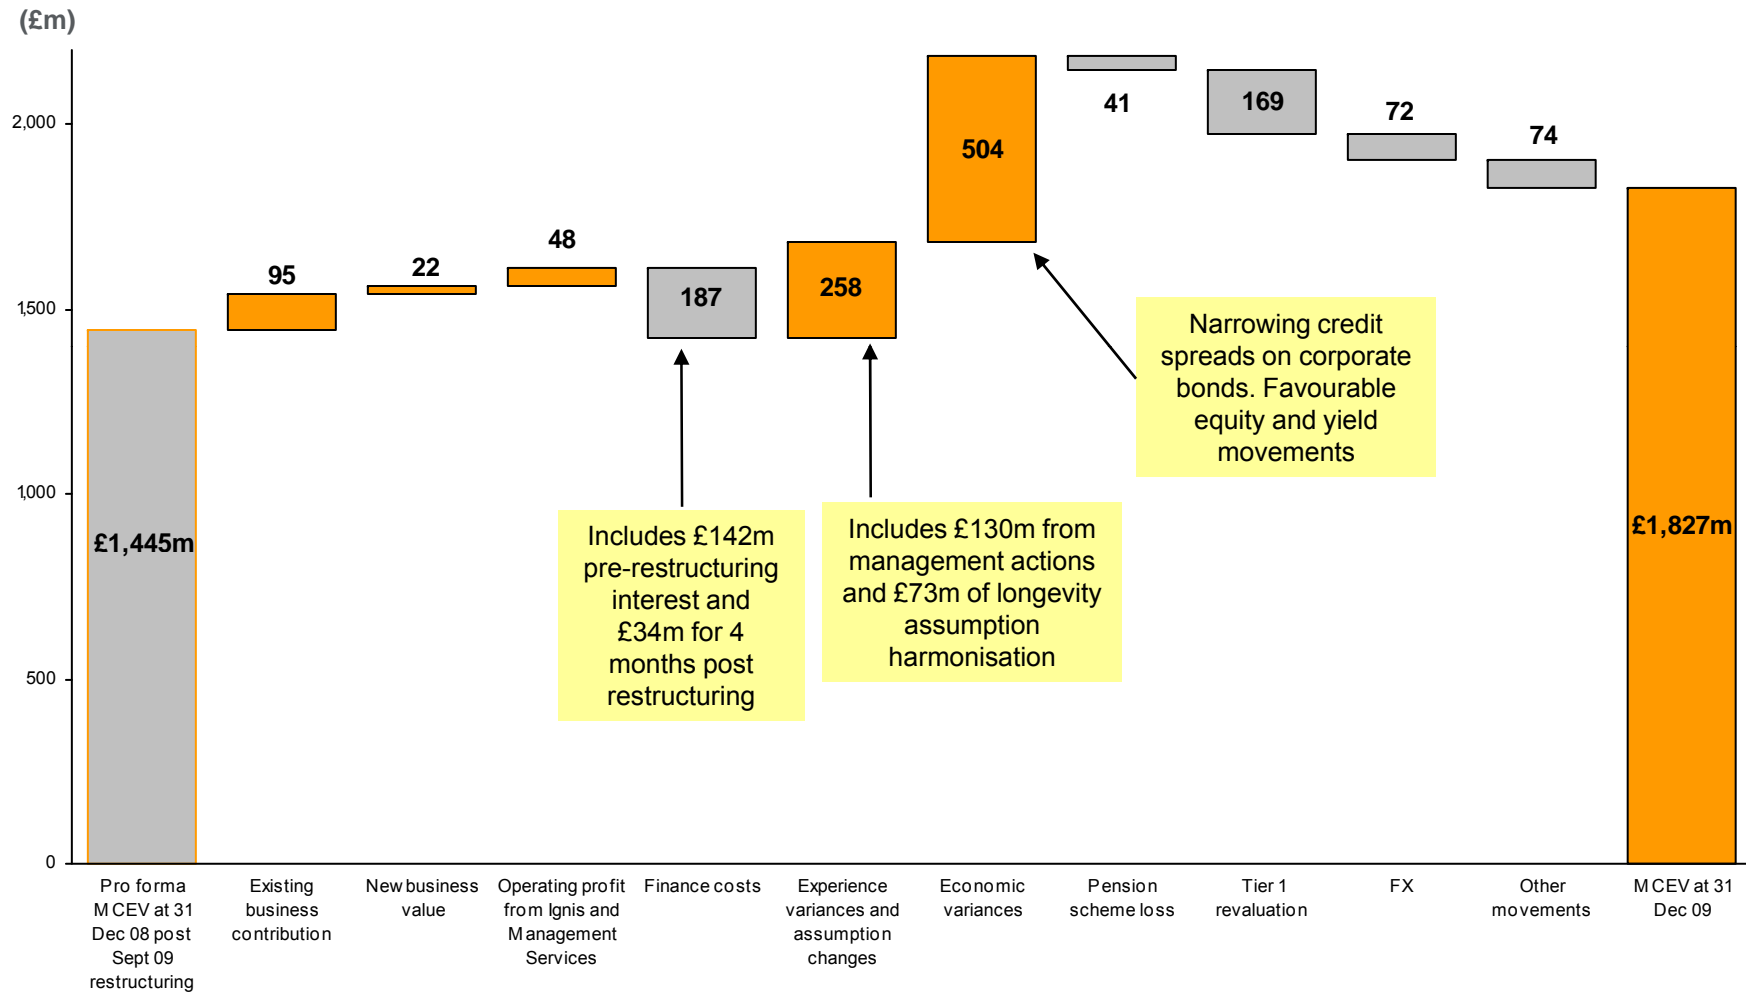 (£m)
2,000
1,500
1,000
500
0
£1,445m
95
22
48
187
258
504
41
169
72
74
£1,827m
Narrowing credit
spreads on corporate
bonds. Favourable
equity and yield
movements
Includes £142m
pre-restructuring
interest and
£34m for 4
months post
restructuring
Includes £130m from
management actions
and £73m of longevity
assumption
harmonisation
Pro forma
MCEV at 31
Dec 08 post
Sept 09
restructuring
Existing
business
contribution
New business
value
Operating profit
from Ignis and
Management
Services
Finance costs
Experience
variances and
assumption
changes
Economic
variances
Pension
scheme loss
Tier 1
revaluation
FX
Other
movements
MCEV at 31
Dec 09